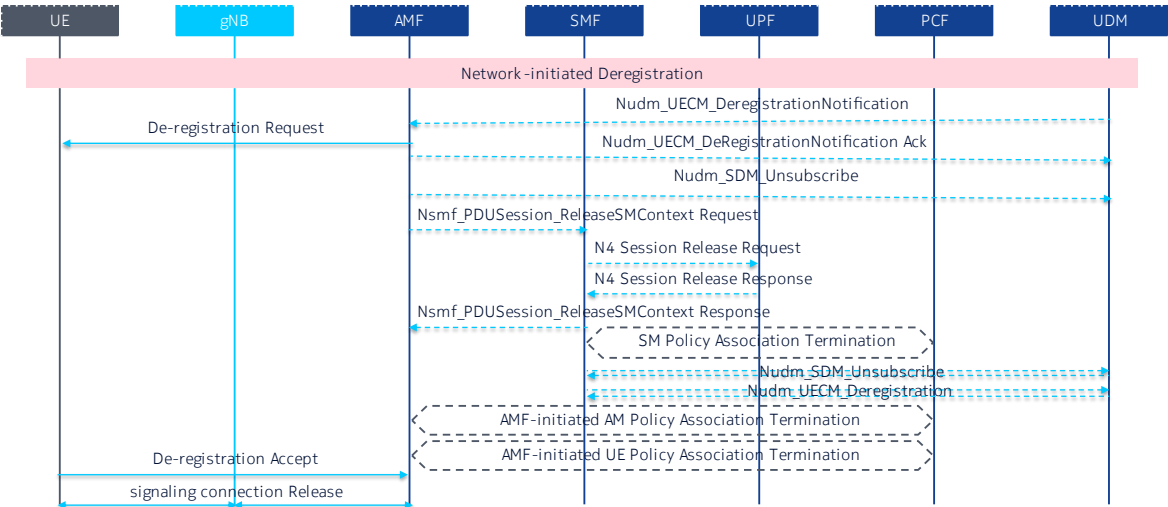 UE
gNB
AMF
SMF
UPF
PCF
UDM
Network-initiated Deregistration
Nudm_UECM_DeregistrationNotification
De-registration Request
Nudm_UECM_DeRegistrationNotification Ack
Nudm_SDM_Unsubscribe
Nsmf_PDUSession_ReleaseSMContext Request
N4 Session Release Request
N4 Session Release Response
Nsmf_PDUSession_ReleaseSMContext Response
SM Policy Association Termination
Nudm_SDM_Unsubscribe
Nudm_UECM_Deregistration
AMF-initiated AM Policy Association Termination
AMF-initiated UE Policy Association Termination
De-registration Accept
signaling connection Release